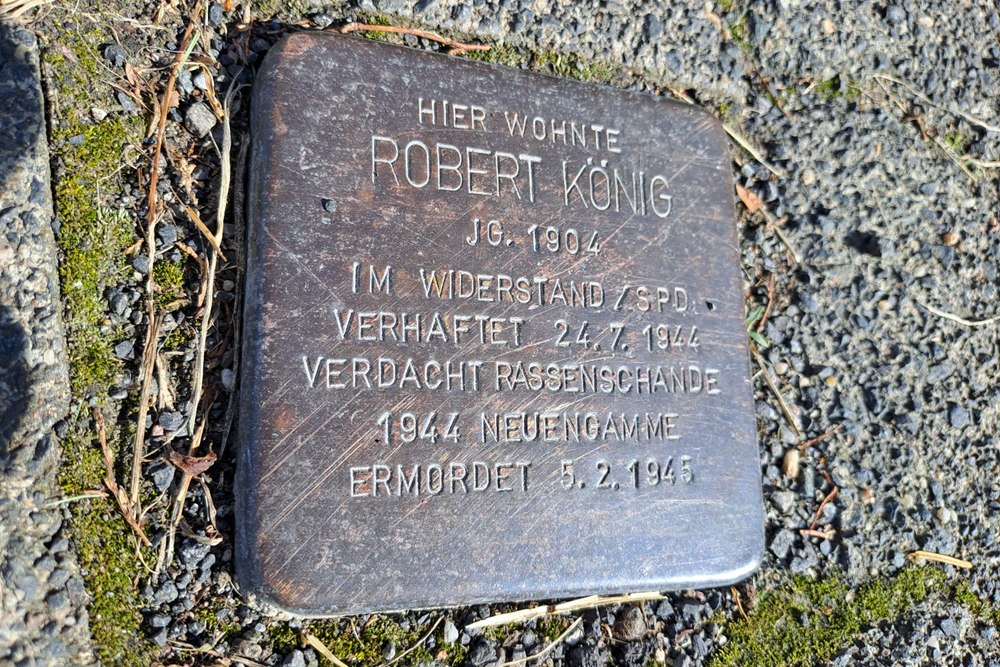 HIER WOHNTE
ROBERT KÖNIG
JG. 1904
IM WIDERSTAND / SPD
VERHAFTET 24.7.1944
VERDACHT RASSENSCHANDE
1944 NEUENGAMME
ERMORDET 5.2.1945